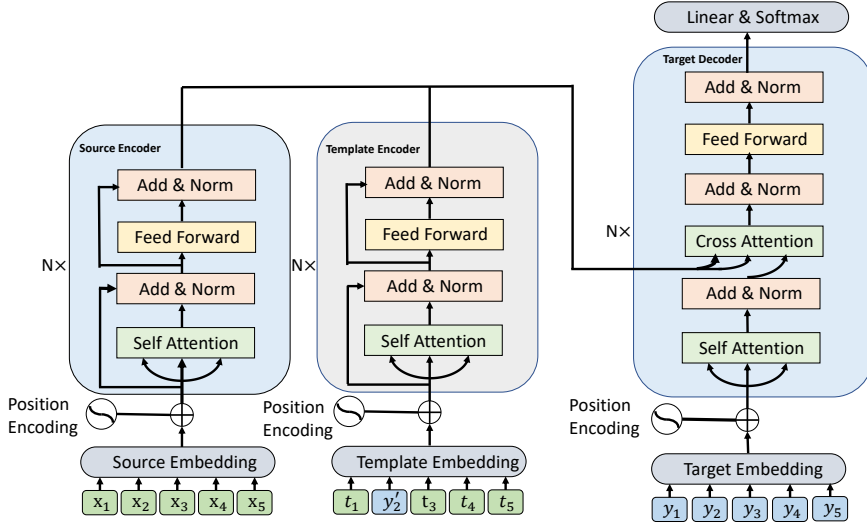 Linear & Softmax
Target Decoder
Add & Norm
Feed Forward
Add & Norm
Cross Attention
Add & Norm
Self Attention
N×
Position
Encoding
Target Embedding
y₁ y₂ y₃ y₄ y₅
Source Encoder
Add & Norm
Feed Forward
Add & Norm
Self Attention
N×
Position
Encoding
Source Embedding
x₁ x₂ x₃ x₄ x₅
Template Encoder
Add & Norm
Feed Forward
Add & Norm
Self Attention
N×
Position
Encoding
Template Embedding
t₁ y₂′ t₃ t₄ t₅